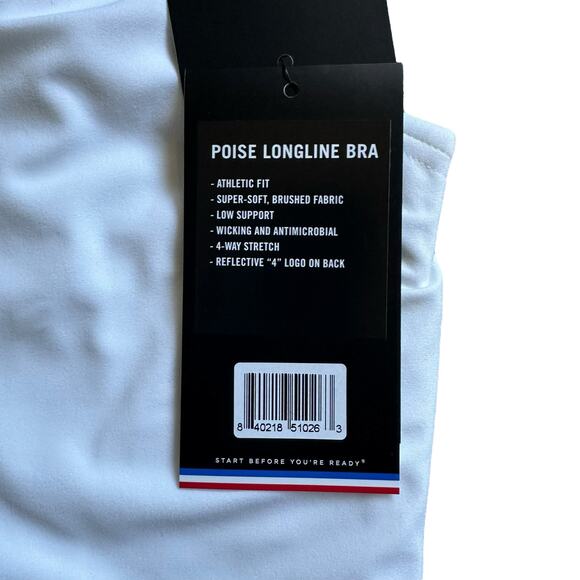 POISE LONGLINE BRA
- ATHLETIC FIT
- SUPER-SOFT, BRUSHED FABRIC
- LOW SUPPORT
- WICKING AND ANTIMICROBIAL
- 4-WAY STRETCH
- REFLECTIVE “4” LOGO ON BACK
8 40218 51026 3
START BEFORE YOU'RE READY®